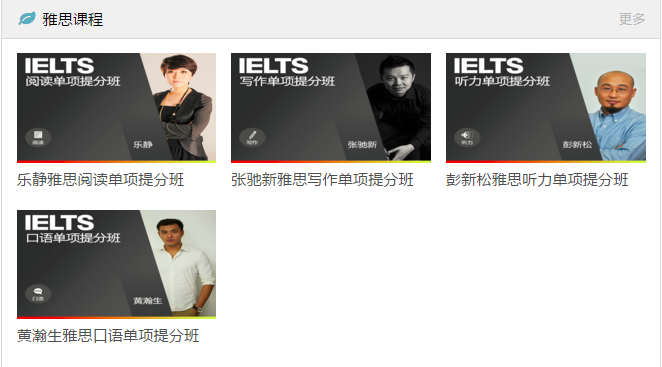 雅思课程
更多
IELTS
阅读单项提分班
阅读
乐静
IELTS
写作单项提分班
写作
张驰新
IELTS
听力单项提分班
听力
彭新松
乐静雅思阅读单项提分班
张驰新雅思写作单项提分班
彭新松雅思听力单项提分班
IELTS
口语单项提分班
口语
黄瀚生
黄瀚生雅思口语单项提分班